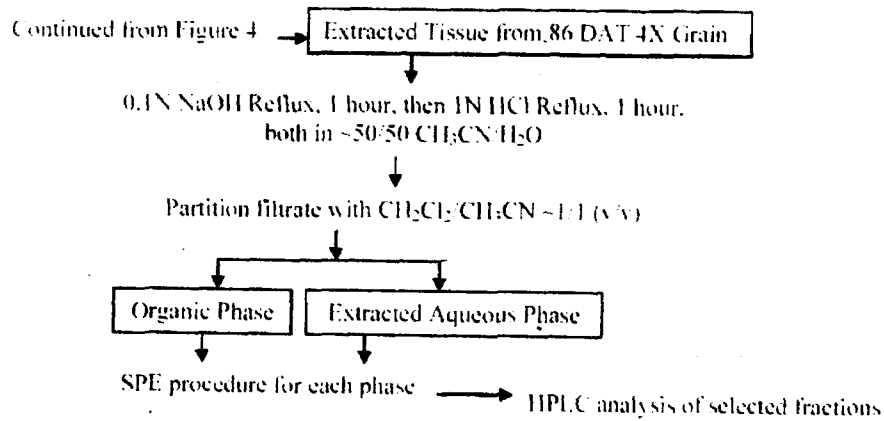 Continued from Figure 4
Extracted Tissue from 86 DAT 4X Grain
0.1N NaOH Reflux, 1 hour, then 1N HCl Reflux, 1 hour,
both in ~50/50 CH₃CN/H₂O
Partition filtrate with CH₂Cl₂/CH₃CN ~1/1 (v/v)
Organic Phase
Extracted Aqueous Phase
SPE procedure for each phase
HPLC analysis of selected fractions